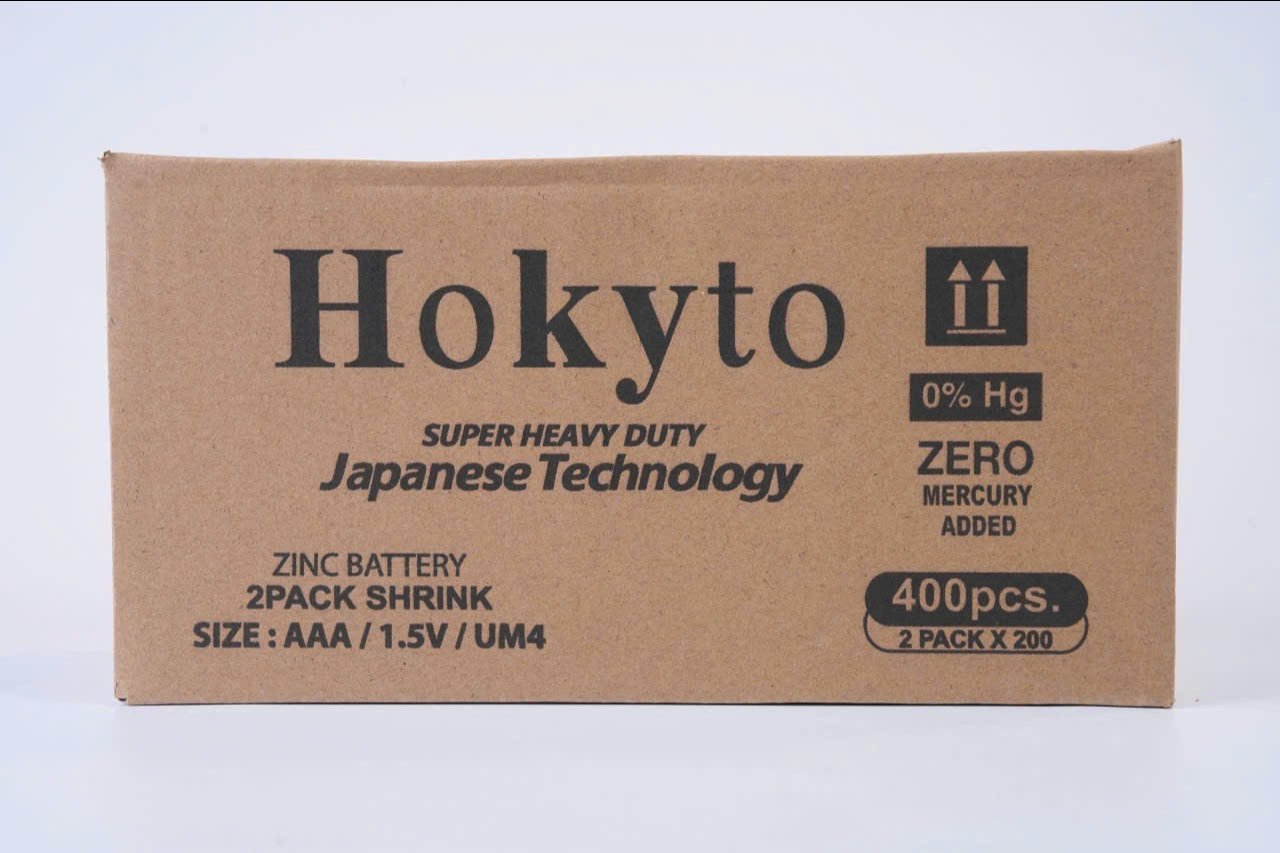 Hokyto
SUPER HEAVY DUTY
Japanese Technology
0% Hg
ZERO
MERCURY
ADDED
ZINC BATTERY
2PACK SHRINK
SIZE : AAA / 1.5V / UM4
400pcs.
2 PACK X 200